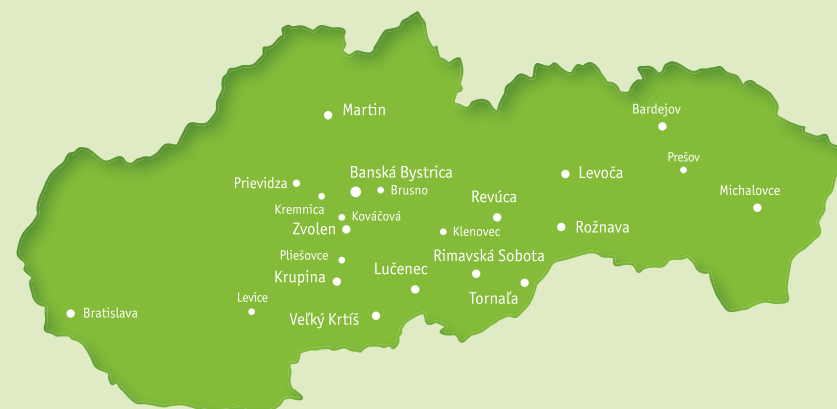 Bardejov
Martin
Prešov
Banská Bystrica
Levoča
Prievidza
Brusno
Michalovce
Revúca
Kremnica
Kováčová
Zvolen
Klenovec
Rožnava
Pliešovce
Rimavská Sobota
Lučenec
Krupina
Levice
Tornaľa
Bratislava
Veľký Krtíš